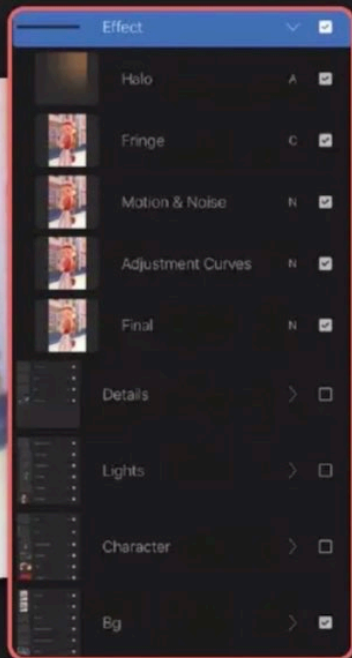 Effect
Halo A
Fringe C
Motion & Noise N
Adjustment Curves N
Final N
Details
Lights
Character
Bg